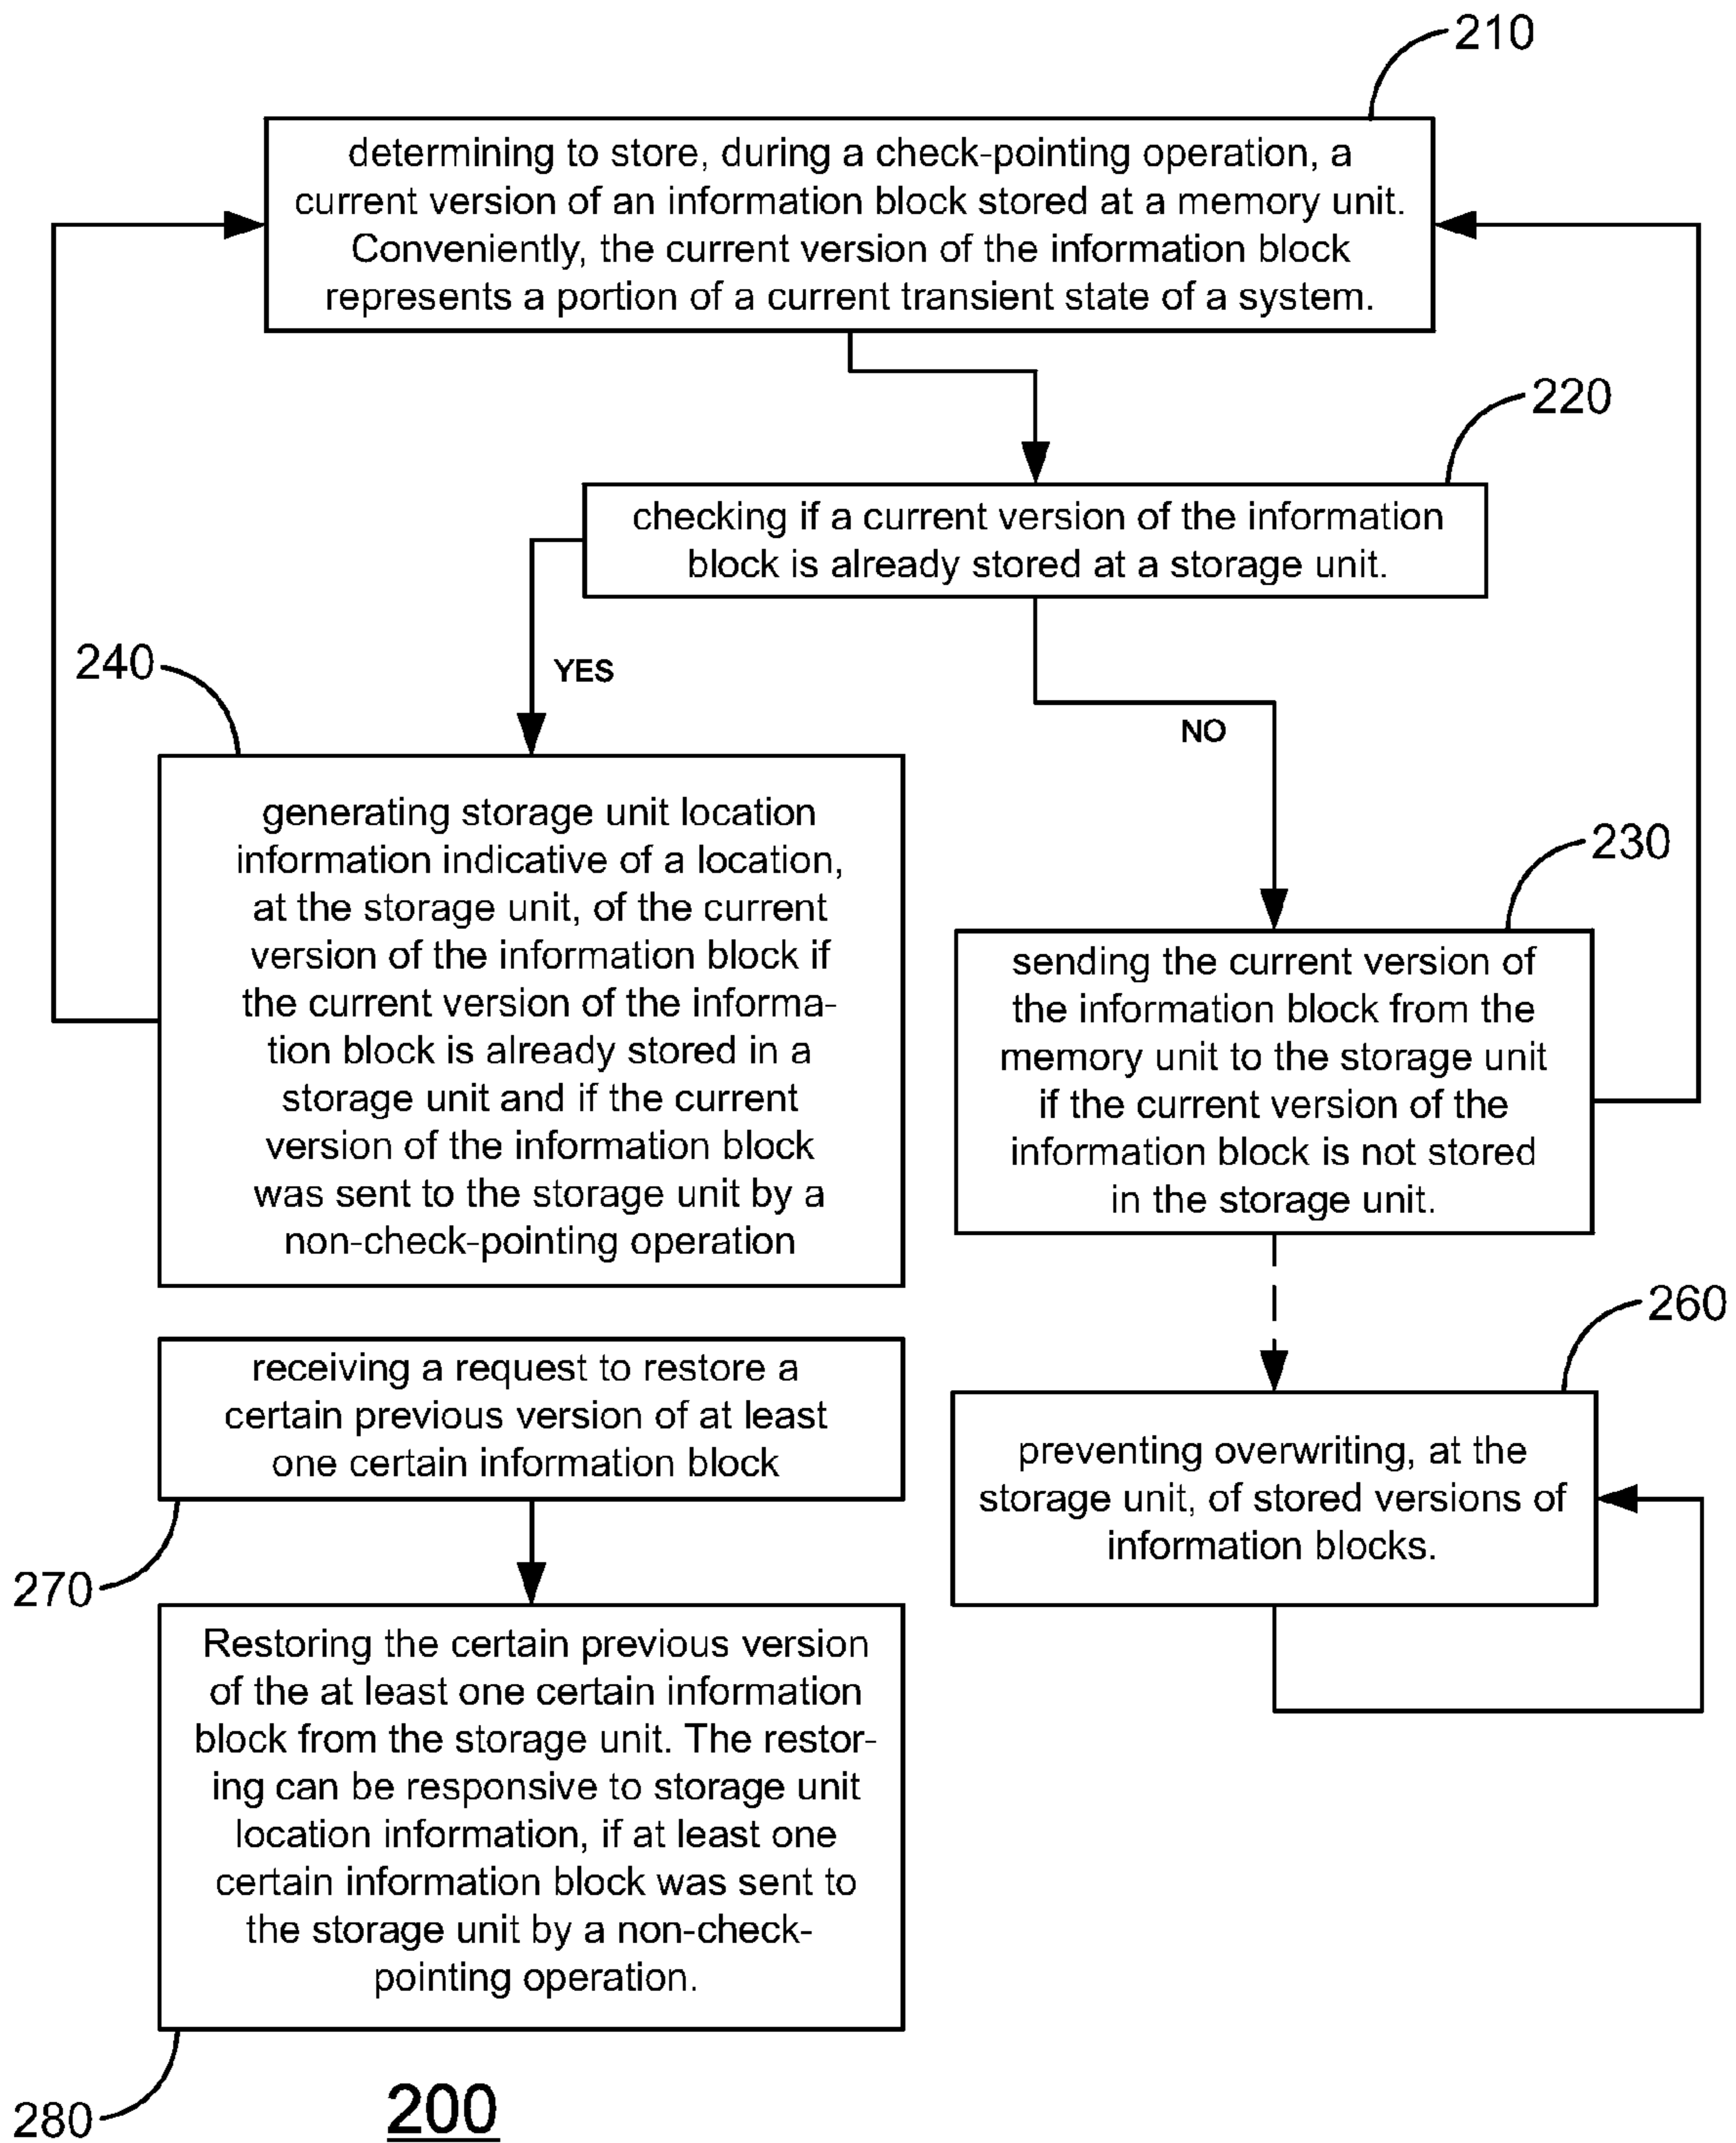 210
determining to store, during a check-pointing operation, a
current version of an information block stored at a memory unit.
Conveniently, the current version of the information block
represents a portion of a current transient state of a system.
220
checking if a current version of the information
block is already stored at a storage unit.
240
YES
NO
generating storage unit location
information indicative of a location,
at the storage unit, of the current
version of the information block if
the current version of the informa-
tion block is already stored in a
storage unit and if the current
version of the information block
was sent to the storage unit by a
non-check-pointing operation
230
sending the current version of
the information block from the
memory unit to the storage unit
if the current version of the
information block is not stored
in the storage unit.
260
preventing overwriting, at the
storage unit, of stored versions of
information blocks.
receiving a request to restore a
certain previous version of at least
one certain information block
270
Restoring the certain previous version
of the at least one certain information
block from the storage unit. The restor-
ing can be responsive to storage unit
location information, if at least one
certain information block was sent to
the storage unit by a non-check-
pointing operation.
280
200